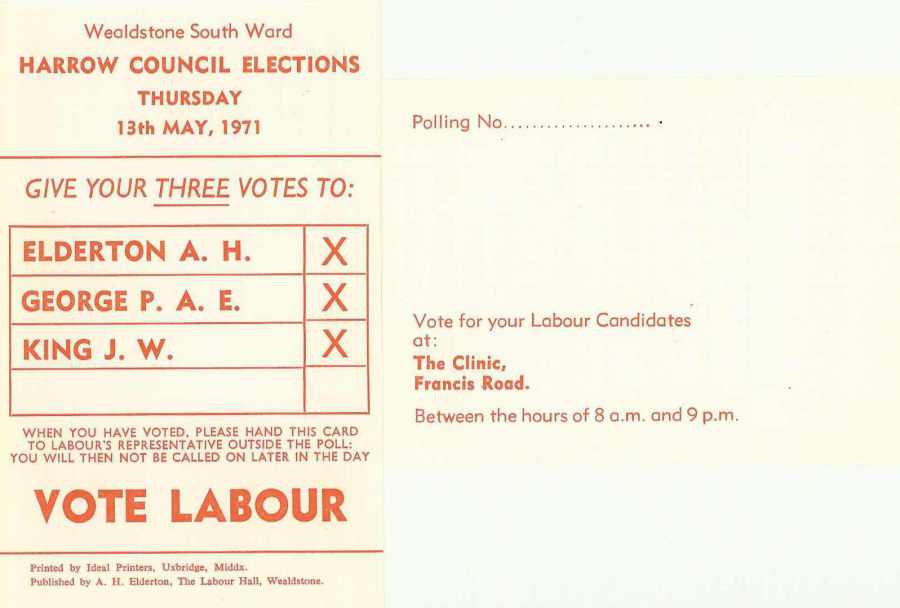 Wealdstone South Ward
HARROW COUNCIL ELECTIONS
THURSDAY
13th MAY, 1971
GIVE YOUR THREE VOTES TO:
ELDERTON A. H. X
GEORGE P. A. E. X
KING J. W. X
WHEN YOU HAVE VOTED, PLEASE HAND THIS CARD
TO LABOUR'S REPRESENTATIVE OUTSIDE THE POLL:
YOU WILL THEN NOT BE CALLED ON LATER IN THE DAY
VOTE LABOUR
Printed by Ideal Printers, Uxbridge, Middx.
Published by A. H. Elderton, The Labour Hall, Wealdstone.
Polling No.....................
Vote for your Labour Candidates
at:
The Clinic,
Francis Road.
Between the hours of 8 a.m. and 9 p.m.